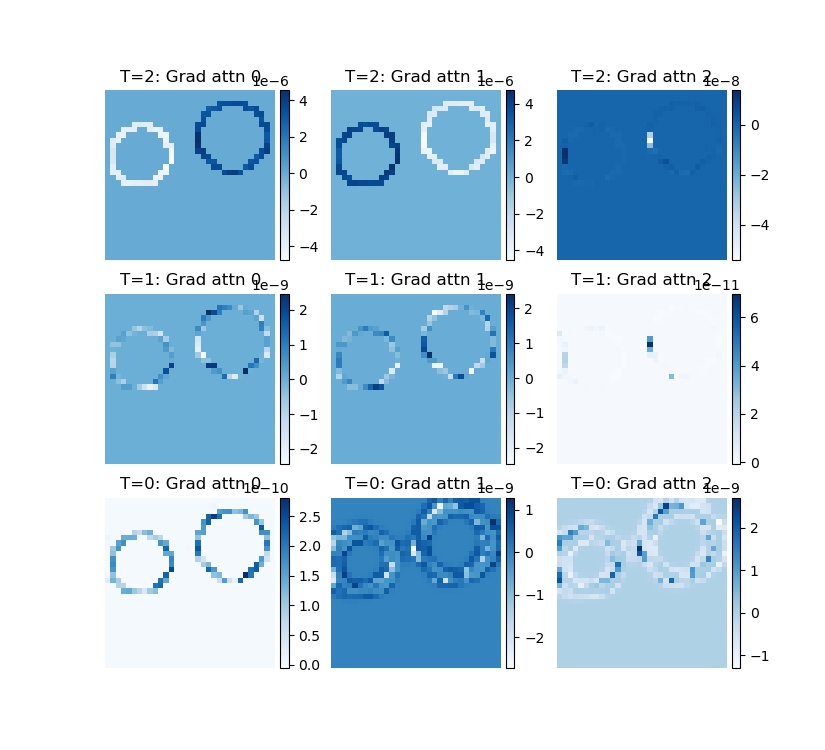 T=2: Grad attn 0
1e−6
4
2
0
−2
−4
T=2: Grad attn 1
1e−6
4
2
0
−2
−4
T=2: Grad attn 2
1e−8
0
−2
−4
T=1: Grad attn 0
1e−9
2
1
0
−1
−2
T=1: Grad attn 1
1e−9
2
1
0
−1
−2
T=1: Grad attn 2
1e−11
6
4
2
0
T=0: Grad attn 0
1e−10
2.5
2.0
1.5
1.0
0.5
0.0
T=0: Grad attn 1
1e−9
1
0
−1
−2
T=0: Grad attn 2
1e−9
2
1
0
−1